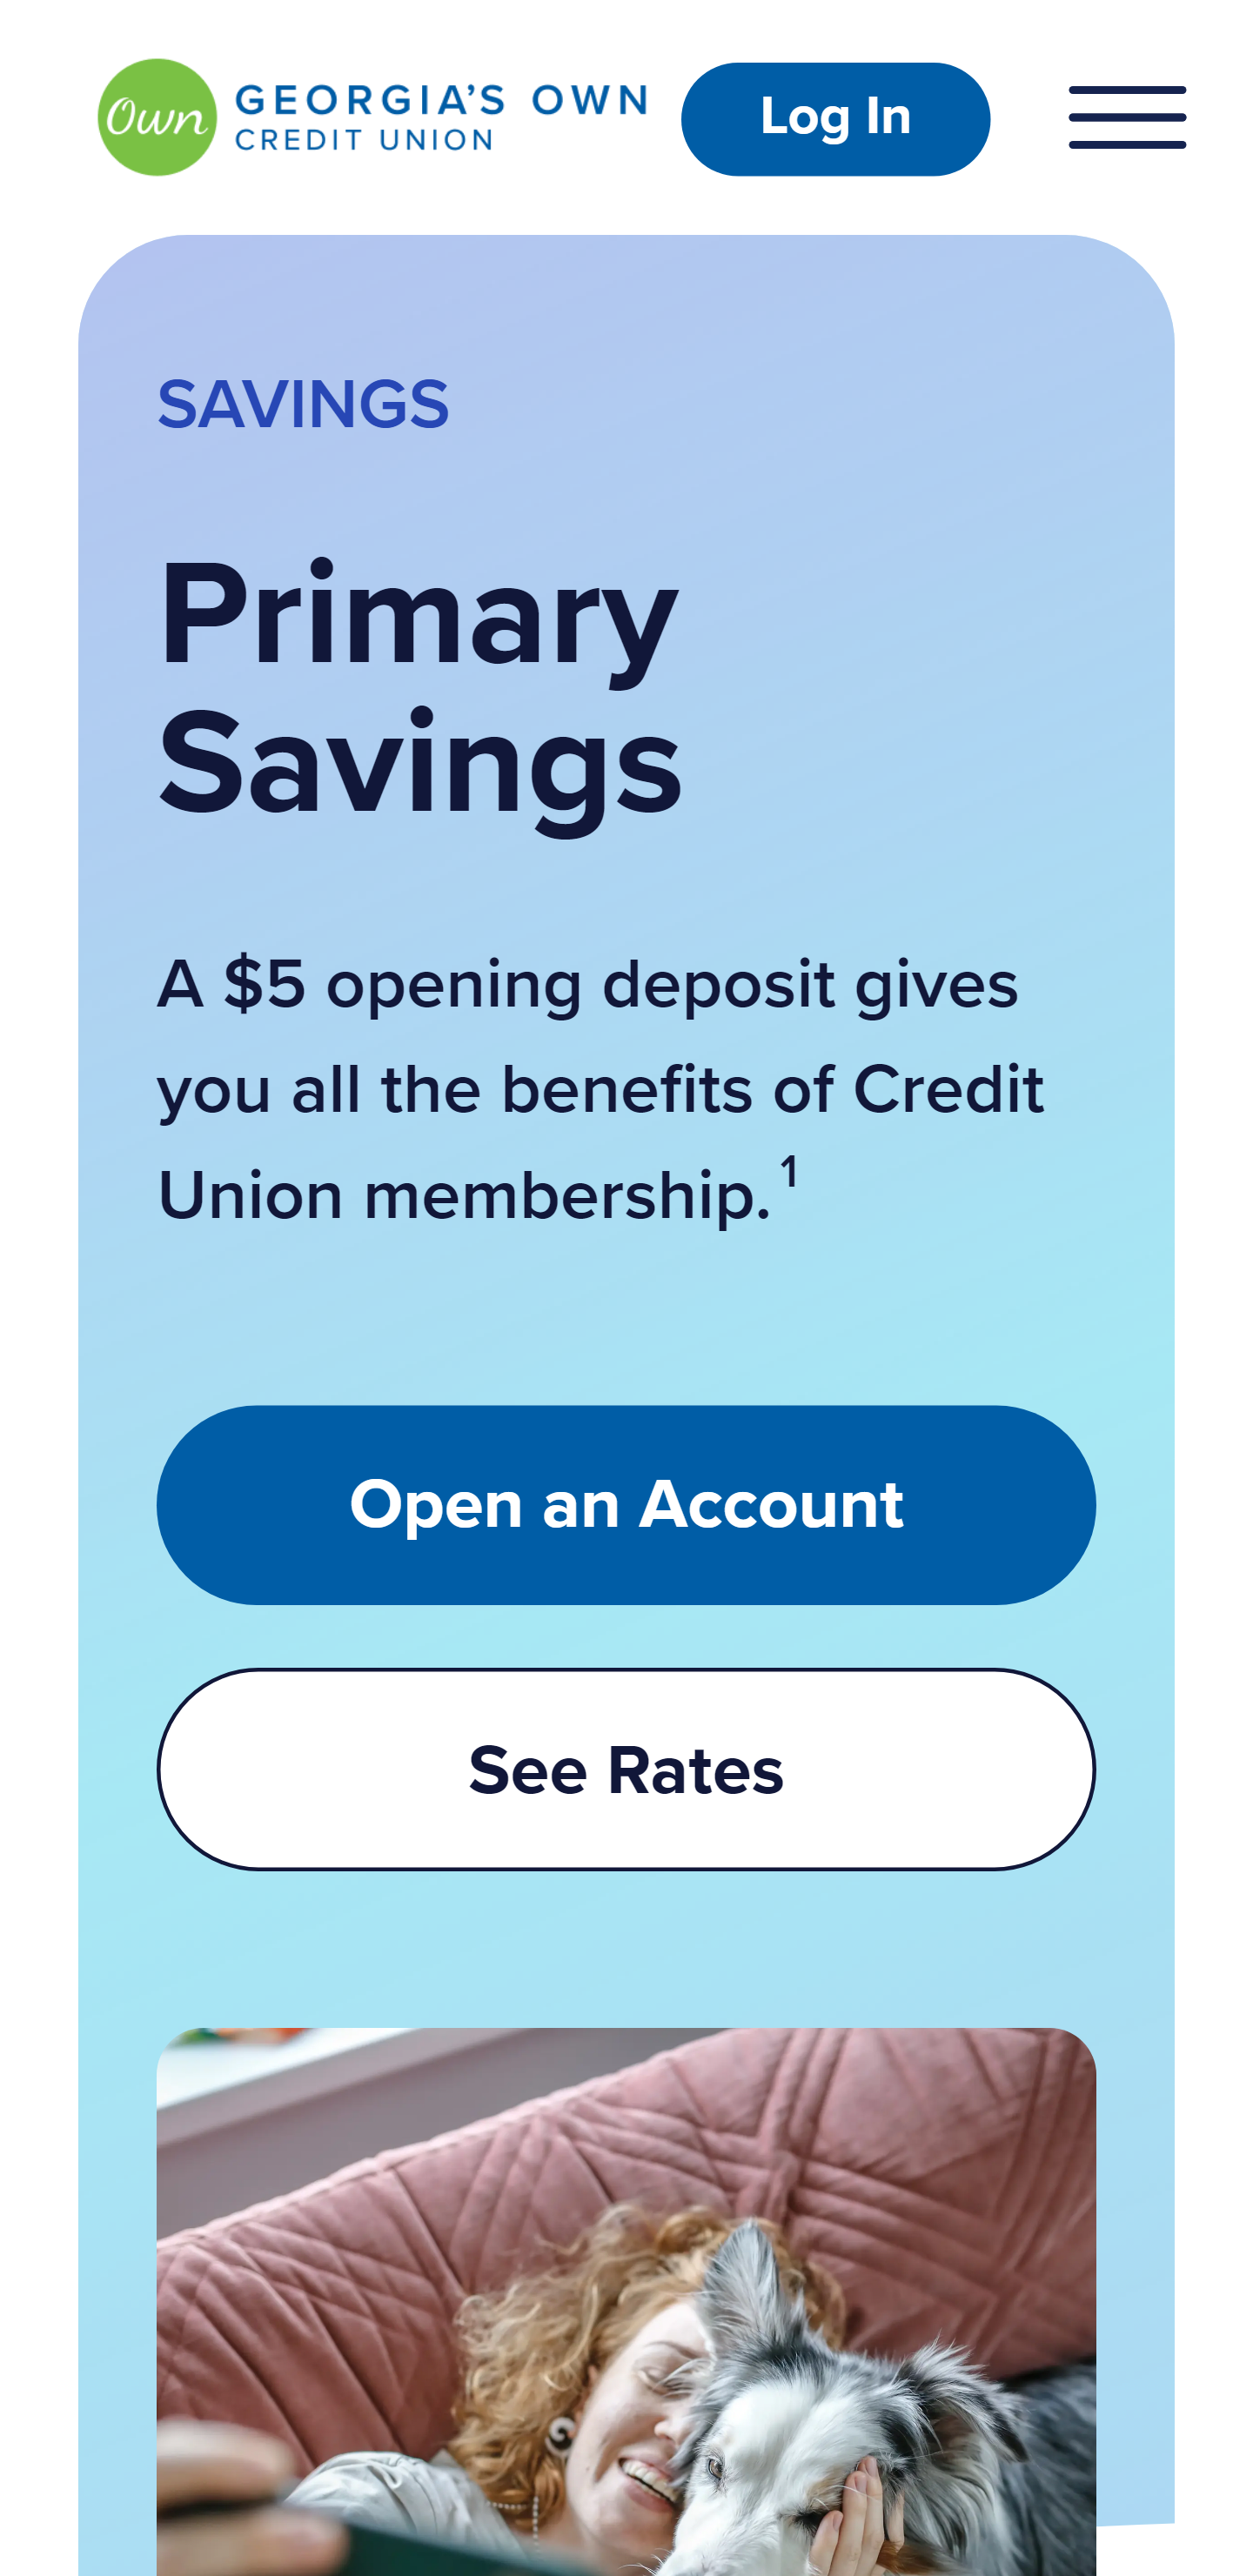 Own
GEORGIA'S OWN
CREDIT UNION
Log In
SAVINGS
Primary
Savings
A $5 opening deposit gives
you all the benefits of Credit
Union membership. 1
Open an Account
See Rates